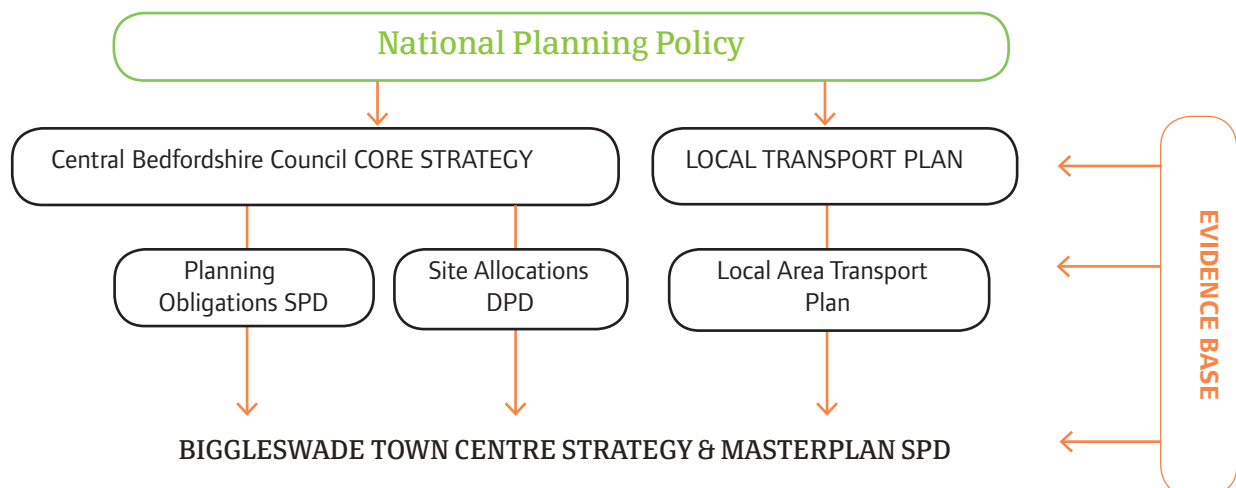 National Planning Policy
Central Bedfordshire Council CORE STRATEGY
LOCAL TRANSPORT PLAN
Planning
Obligations SPD
Site Allocations
DPD
Local Area Transport
Plan
BIGGLESWADE TOWN CENTRE STRATEGY & MASTERPLAN SPD
EVIDENCE BASE